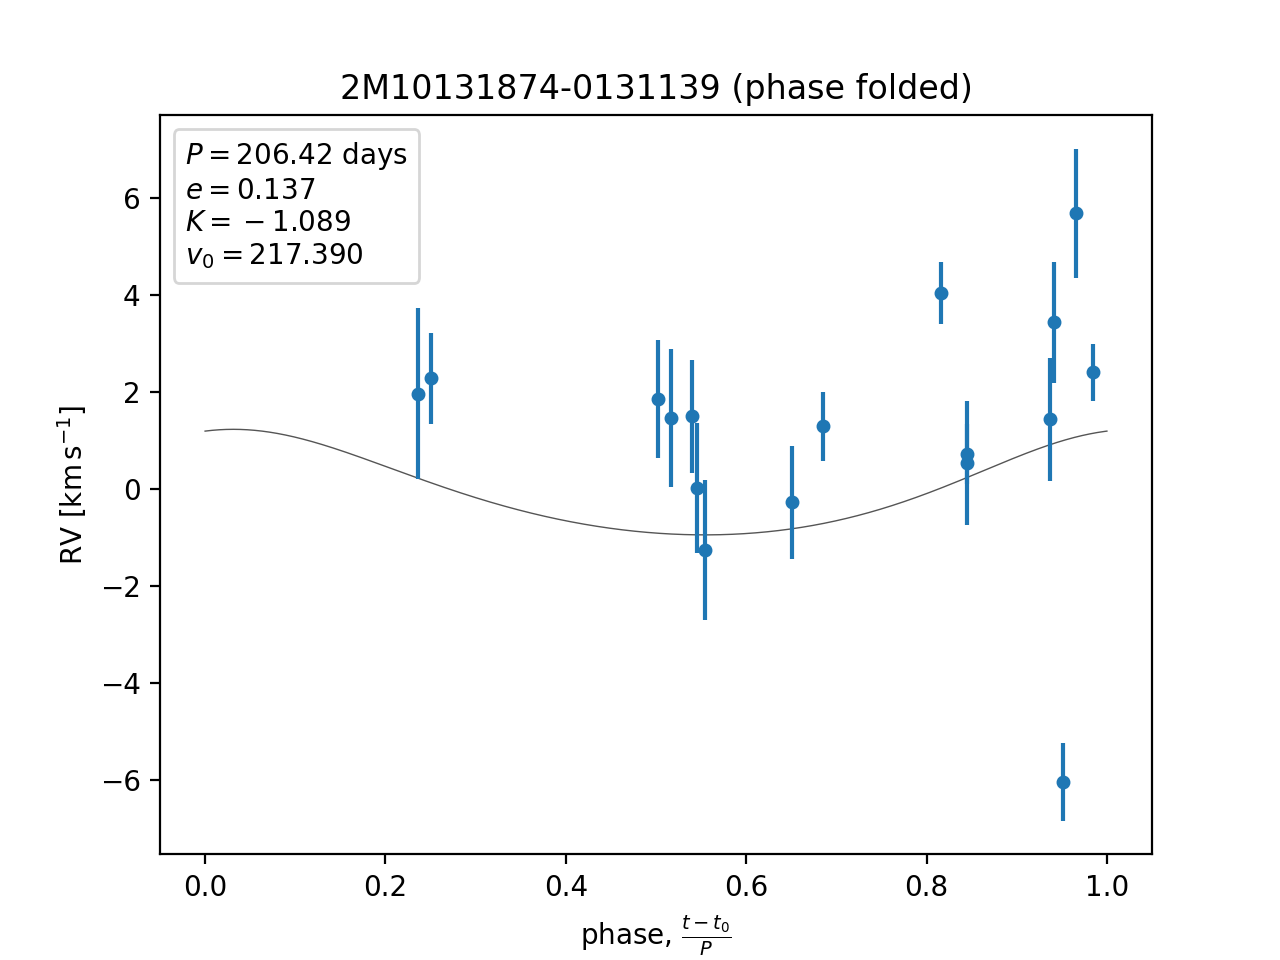 2M10131874-0131139 (phase folded)
P = 206.42 days
e = 0.137
K = −1.089
v₀ = 217.390
6
4
2
0
−2
−4
−6
RV [km s⁻¹]
0.0 0.2 0.4 0.6 0.8 1.0
phase, (t − t₀)/P